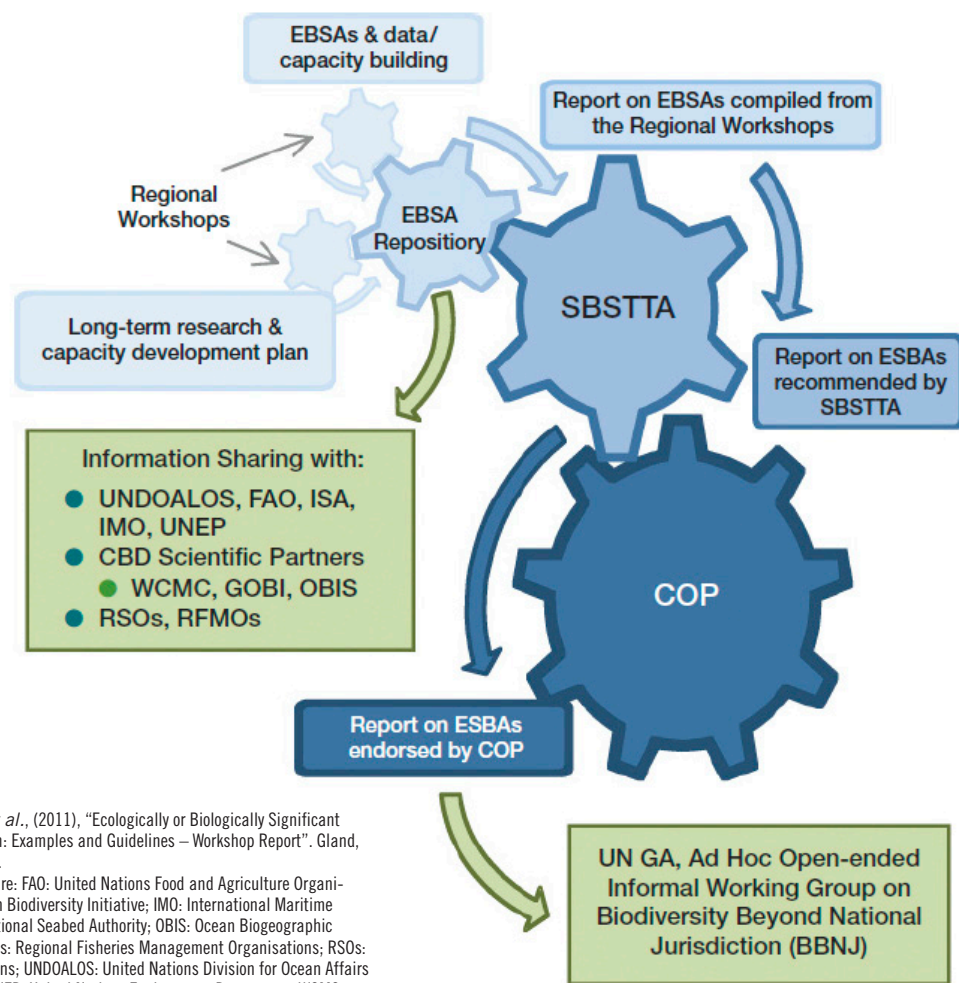 EBSAs & data/
capacity building
Report on EBSAs compiled from
the Regional Workshops
Regional
Workshops
EBSA
Repositiory
SBSTTA
Long-term research &
capacity development plan
Report on ESBAs
recommended by
SBSTTA
Information Sharing with:
● UNDOALOS, FAO, ISA,
IMO, UNEP
● CBD Scientific Partners
● WCMC, GOBI, OBIS
● RSOs, RFMOs
COP
Report on ESBAs
endorsed by COP
et al., (2011), “Ecologically or Biologically Significant
: Examples and Guidelines – Workshop Report”. Gland,
re: FAO: United Nations Food and Agriculture Organi-
Biodiversity Initiative; IMO: International Maritime
tional Seabed Authority; OBIS: Ocean Biogeographic
s: Regional Fisheries Management Organisations; RSOs:
ns; UNDOALOS: United Nations Division for Ocean Affairs
UN GA, Ad Hoc Open-ended
Informal Working Group on
Biodiversity Beyond National
Jurisdiction (BBNJ)